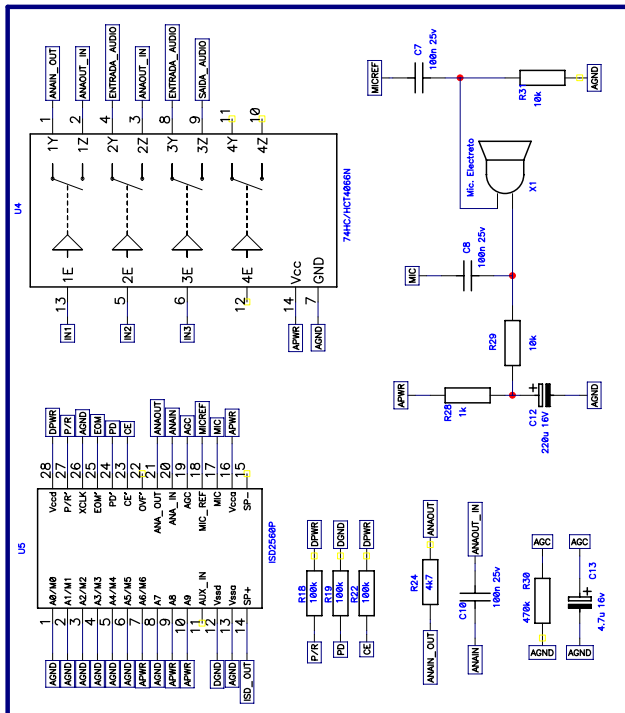 U4
1Y
1Z
2Y
2Z
3Y
3Z
4Y
4Z
1
2
4
3
8
9
11
10
ANAIN_OUT
ANAOUT_IN
ENTRADA_AUDIO
ANAOUT_IN
ENTRADA_AUDIO
SAIDA_AUDIO
1E
2E
3E
4E
Vcc
GND
13
5
6
12
14
7
IN1
IN2
IN3
APWR
AGND
74HC/HCT4066N
MICREF
C7
100n 25v
R31
10k
AGND
Mic. Electreto
X1
MIC
C8
100n 25v
R29
10k
APWR
R28
1k
C12
220u 16V
AGND
U5
ISD2560P
28 Vccd DPWR
27 P/R' P/R
26 XCLK AGND
25 EOM' EOM
24 PD' PD
23 CE' CE
22 OVF'
21 ANA_OUT ANAOUT
20 ANA_IN ANAIN
19 AGC AGC
18 MIC_REF MICREF
17 MIC MIC
16 Vcca APWR
15 SP-
1 A0/M0 AGND
2 A1/M1 AGND
3 A2/M2 AGND
4 A3/M3 AGND
5 A4/M4 AGND
6 A5/M5 AGND
7 A6/M6 APWR
8 A7 AGND
9 A8 APWR
10 A9 APWR
11 AUX_IN
12 Vssd DGND
13 Vssa AGND
14 SP+ ISD_OUT
P/R
R18
100k
DPWR
PD
R19
100k
DGND
CE
R22
100k
DPWR
ANAIN_OUT
R24
4k7
ANAOUT
ANAIN
C10
100n 25v
ANAOUT_IN
AGC
R30
470k
AGND
AGC
C13
4.7u 16v
AGND